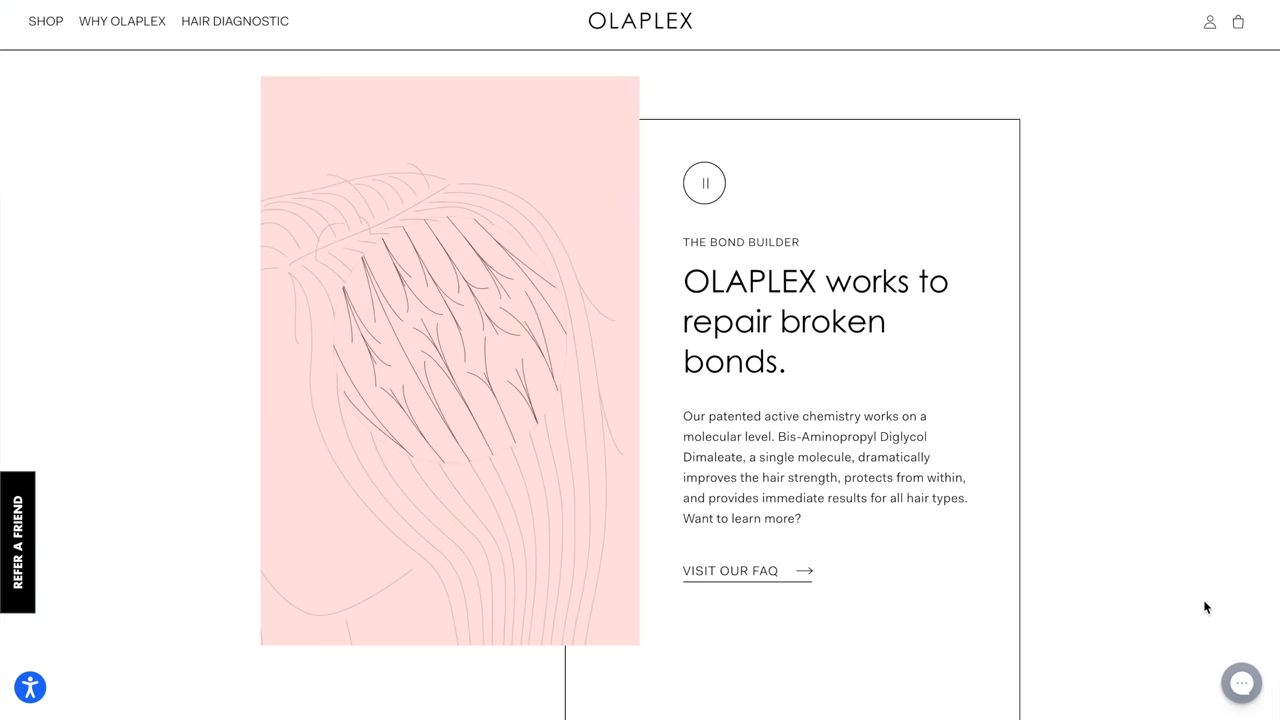 SHOP WHY OLAPLEX HAIR DIAGNOSTIC
OLAPLEX
THE BOND BUILDER
OLAPLEX works to
repair broken
bonds.
Our patented active chemistry works on a
molecular level. Bis-Aminopropyl Diglycol
Dimaleate, a single molecule, dramatically
improves the hair strength, protects from within,
and provides immediate results for all hair types.
Want to learn more?
VISIT OUR FAQ
REFER A FRIEND